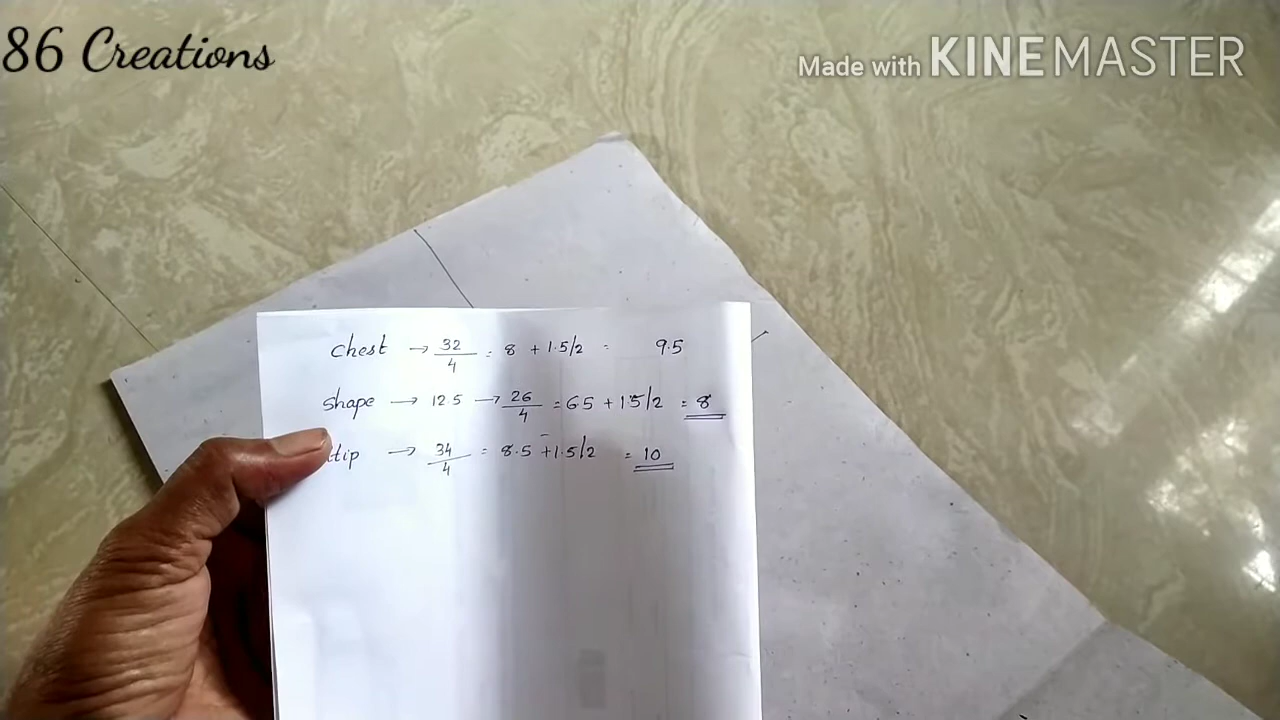 86 Creations
Made with KINEMASTER
Chest → 32/4 = 8 + 1.5/2 = 9.5
shape → 12.5 → 26/4 = 6.5 + 1.5/2 = 8
Hip → 34/4 = 8.5 + 1.5/2 = 10